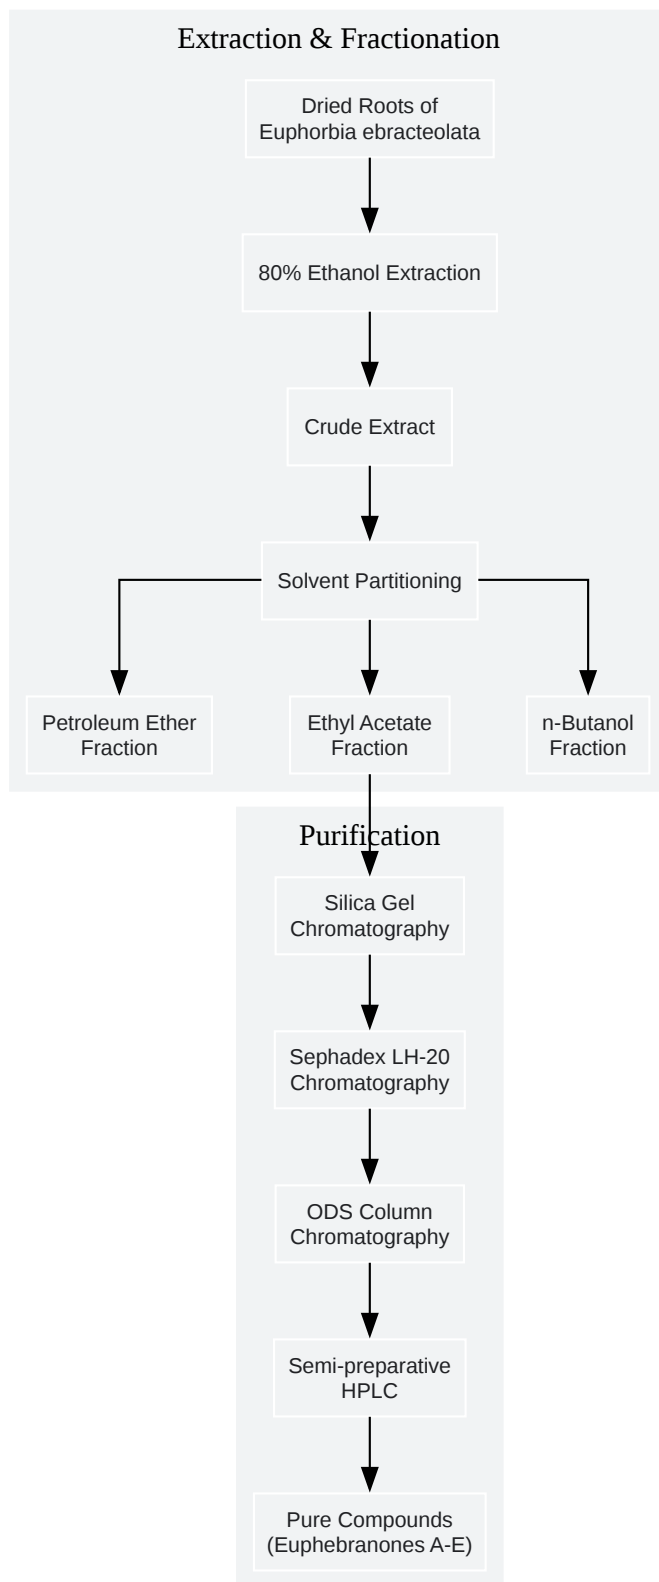 Extraction & Fractionation
Dried Roots of
Euphorbia ebracteolata
80% Ethanol Extraction
Crude Extract
Solvent Partitioning
Petroleum Ether
Fraction
Ethyl Acetate
Fraction
n-Butanol
Fraction
Purification
Silica Gel
Chromatography
Sephadex LH-20
Chromatography
ODS Column
Chromatography
Semi-preparative
HPLC
Pure Compounds
(Euphebranones A-E)